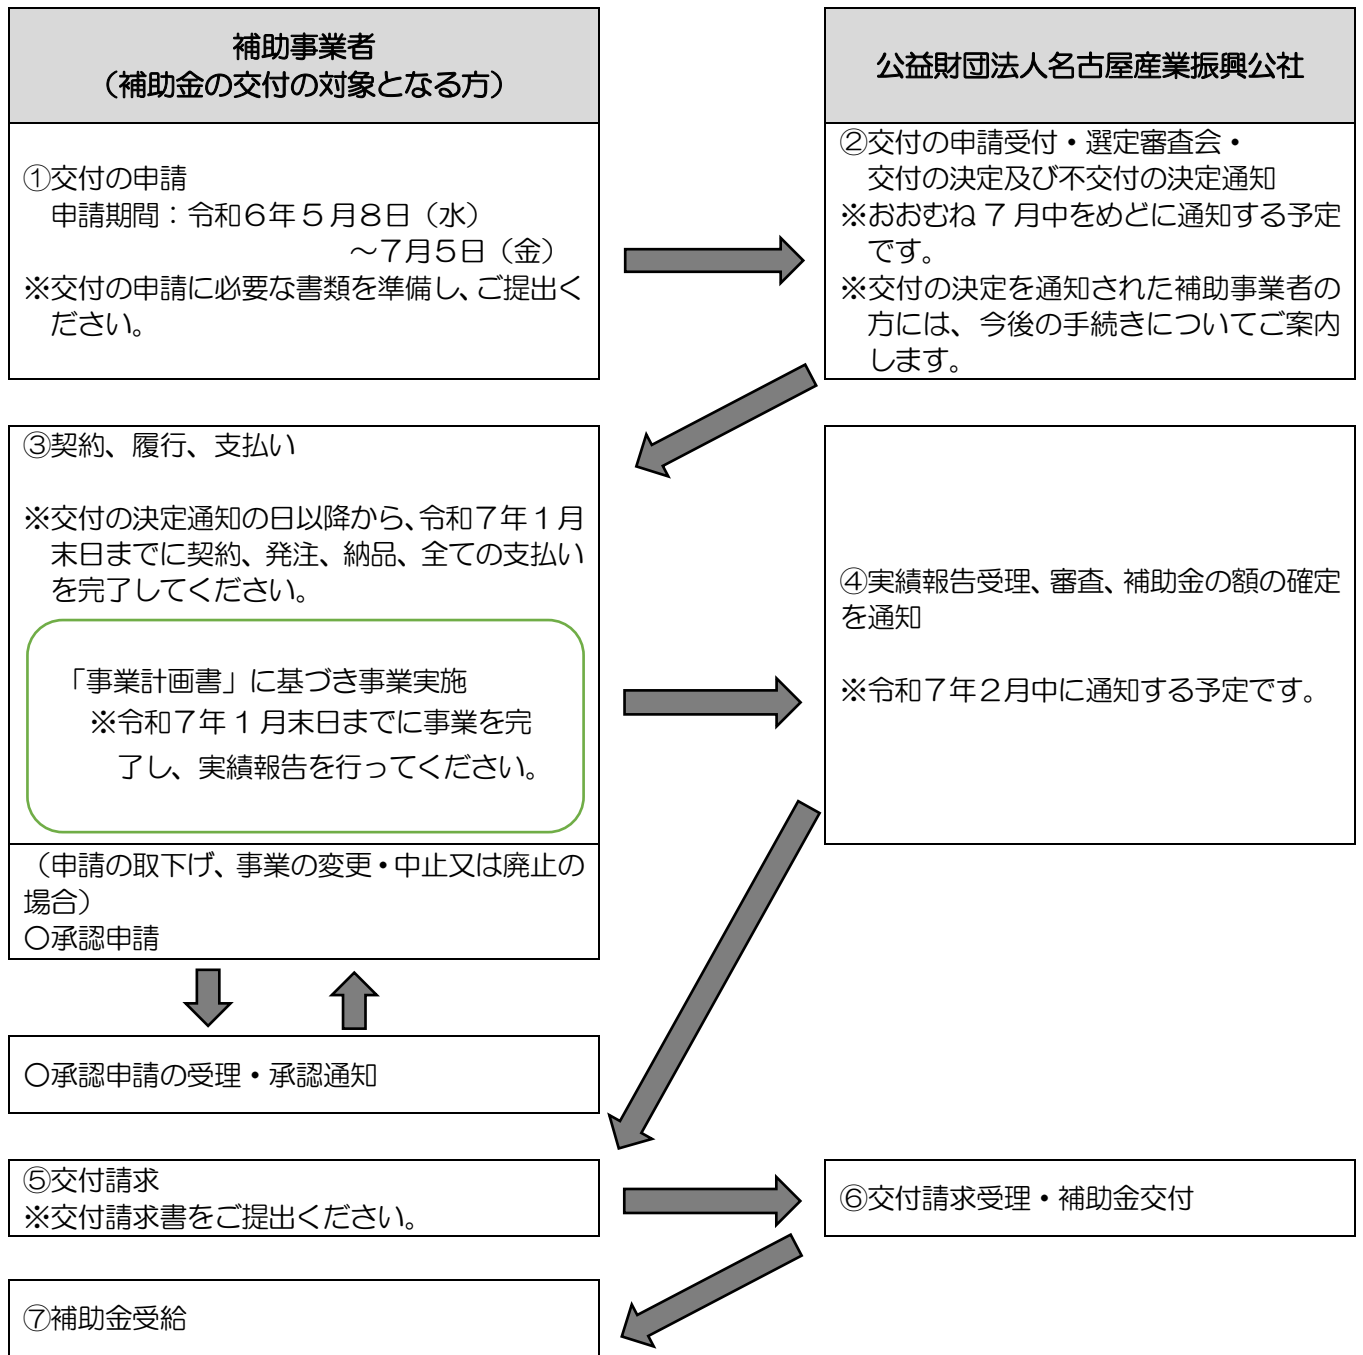 補助事業者
（補助金の交付の対象となる方）
公益財団法人名古屋産業振興公社
①交付の申請
申請期間：令和６年５月８日（水）
～７月５日（金）
※交付の申請に必要な書類を準備し、ご提出く
ださい。
②交付の申請受付・選定審査会・
交付の決定及び不交付の決定通知
※おおむね７月中をめどに通知する予定
です。
※交付の決定を通知された補助事業者の
方には、今後の手続きについてご案内
します。
③契約、履行、支払い
※交付の決定通知の日以降から、令和７年１月
末日までに契約、発注、納品、全ての支払い
を完了してください。
「事業計画書」に基づき事業実施
※令和７年１月末日までに事業を完
了し、実績報告を行ってください。
④実績報告受理、審査、補助金の額の確定
を通知
※令和７年２月中に通知する予定です。
（申請の取下げ、事業の変更・中止又は廃止の
場合）
〇承認申請
〇承認申請の受理・承認通知
⑤交付請求
※交付請求書をご提出ください。
⑥交付請求受理・補助金交付
⑦補助金受給